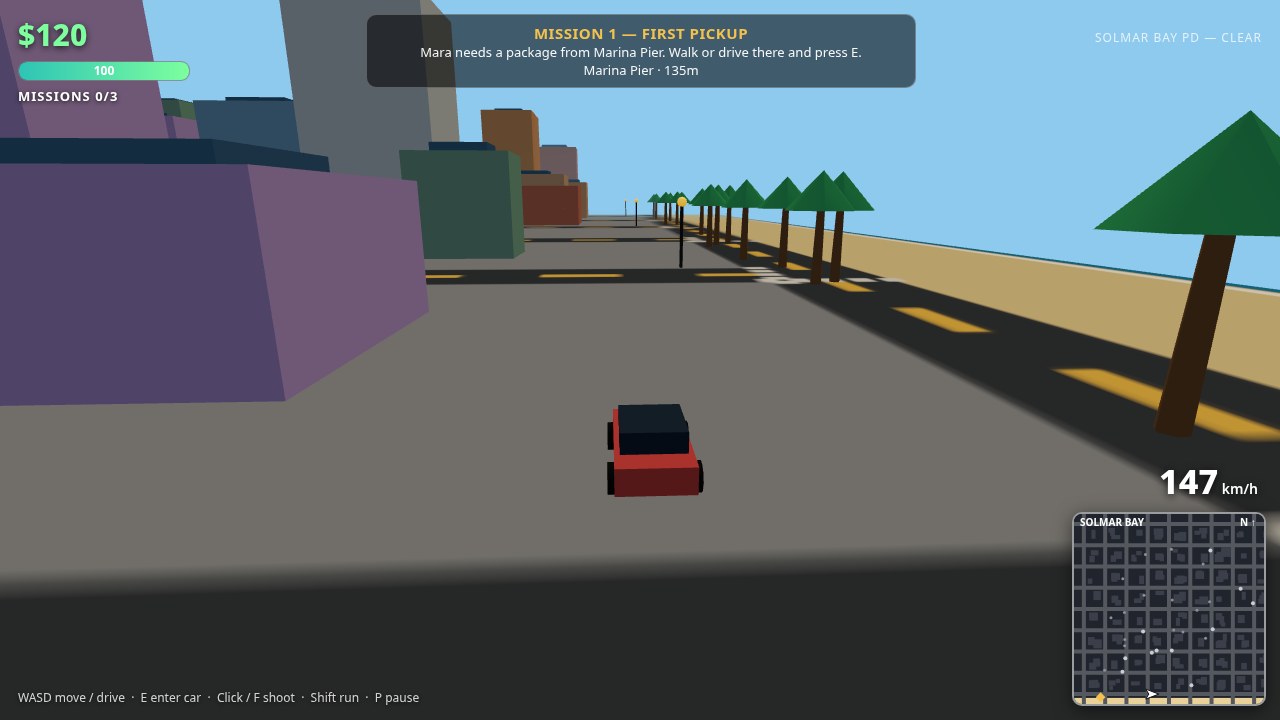 $120
100
MISSIONS 0/3
MISSION 1 — FIRST PICKUP
Mara needs a package from Marina Pier. Walk or drive there and press E.
Marina Pier · 135m
SOLMAR BAY PD — CLEAR
147 km/h
SOLMAR BAY N ↑
WASD move / drive · E enter car · Click / F shoot · Shift run · P pause